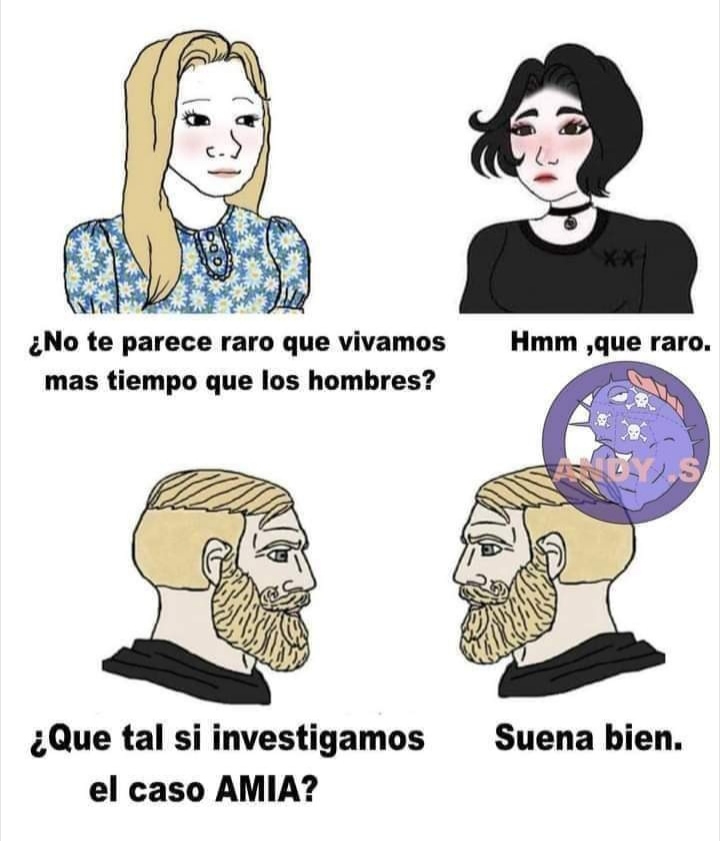 ¿No te parece raro que vivamos
mas tiempo que los hombres?
Hmm ,que raro.
ANDY .S
¿Que tal si investigamos
el caso AMIA?
Suena bien.